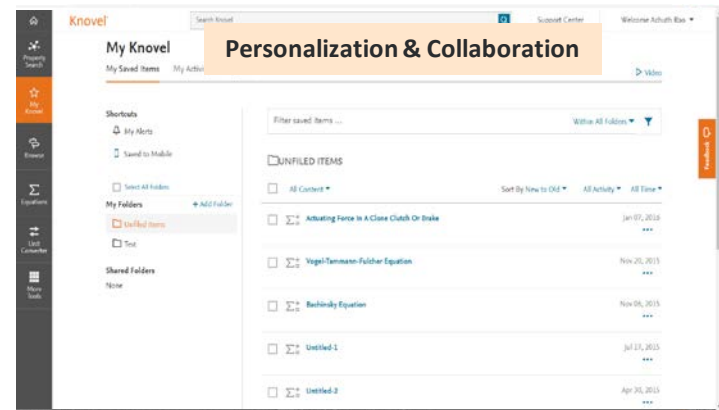 Knovel
Search Knovel
Support Center
Welcome Achuth Rao
Personalization & Collaboration
My Knovel
My Saved Items
My Activi
Video
Property
Search
My
Knovel
Browse
Equations
Unit
Converter
More
Tools
Shortcuts
My Alerts
Saved to Mobile
Select All Folders
My Folders
+ Add Folder
Unfiled Items
Test
Shared Folders
None
Filter saved items ...
Within All Folders
UNFILED ITEMS
All Content
Sort By New to Old
All Activity
All Time
Actuating Force In A Clone Clutch Or Brake
Jan 07, 2016
Vogel-Tammann-Fulcher Equation
Nov 20, 2015
Bachinsky Equation
Nov 06, 2015
Untitled-1
Jul 27, 2015
Untitled-2
Apr 30, 2015
Feedback